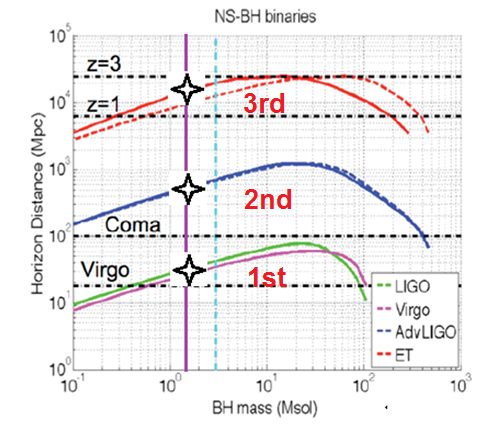 NS-BH binaries
10^5
z=3
10^4
z=1
3rd
10^3
2nd
Coma
10^2
Virgo
1st
10^1
LIGO
Virgo
AdvLIGO
ET
10^0
10^-1 10^0 10^1 10^2 10^3
BH mass (Msol)
Horizon Distance (Mpc)